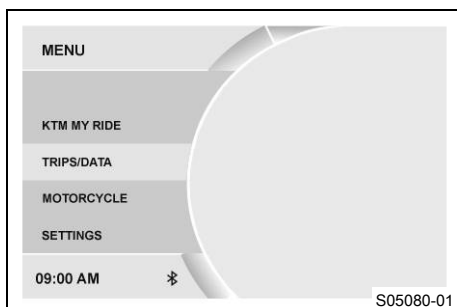 MENU
KTM MY RIDE
TRIPS/DATA
MOTORCYCLE
SETTINGS
09:00 AM
S05080-01